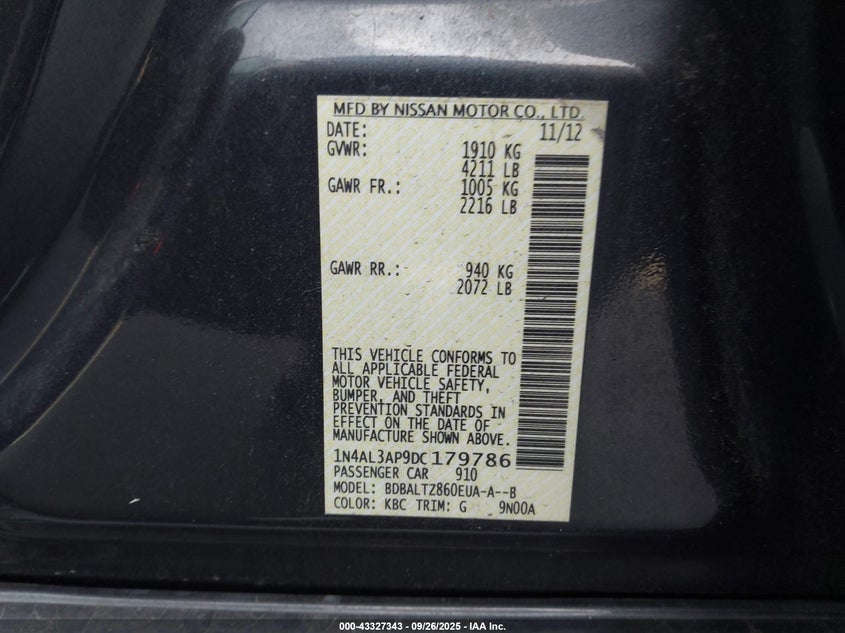 MFD BY NISSAN MOTOR CO., LTD.
DATE: 11/12
GVWR: 1910 KG
4211 LB
GAWR FR.: 1005 KG
2216 LB
GAWR RR.: 940 KG
2072 LB
THIS VEHICLE CONFORMS TO
ALL APPLICABLE FEDERAL
MOTOR VEHICLE SAFETY,
BUMPER, AND THEFT
PREVENTION STANDARDS IN
EFFECT ON THE DATE OF
MANUFACTURE SHOWN ABOVE.
1N4AL3AP9DC179786
PASSENGER CAR 910
MODEL: BDBALTZ860EUA-A--B
COLOR: KBC TRIM: G 9N00A
000-43327343 - 09/26/2025 - IAA Inc.